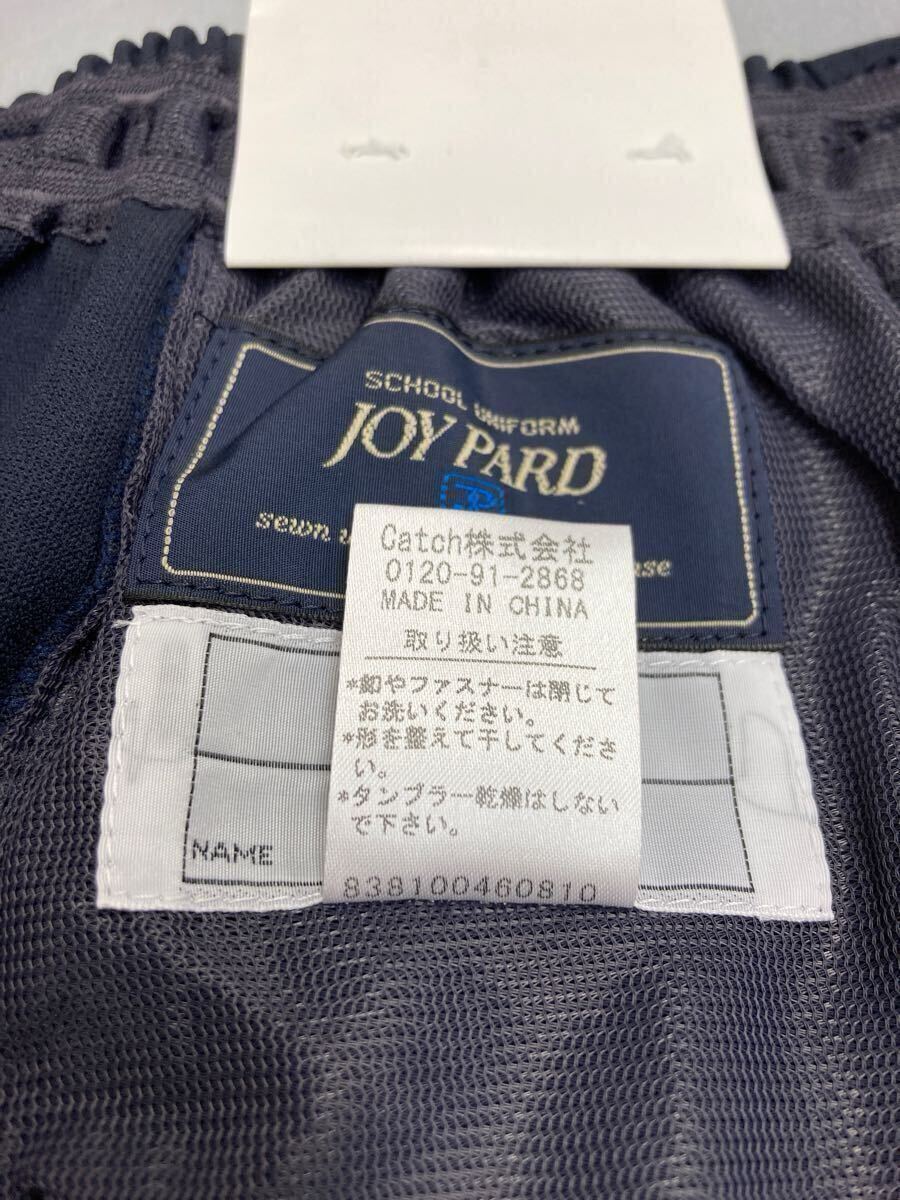 SCHOOL UNIFORM
JOY PARD
sewn
Catch株式会社
0120-91-2868
MADE IN CHINA
取り扱い注意
*釦やファスナーは閉じて
お洗いください。
*形を整えて干してくださ
い。
*タンブラー乾燥はしない
で下さい。
NAME
838100460810